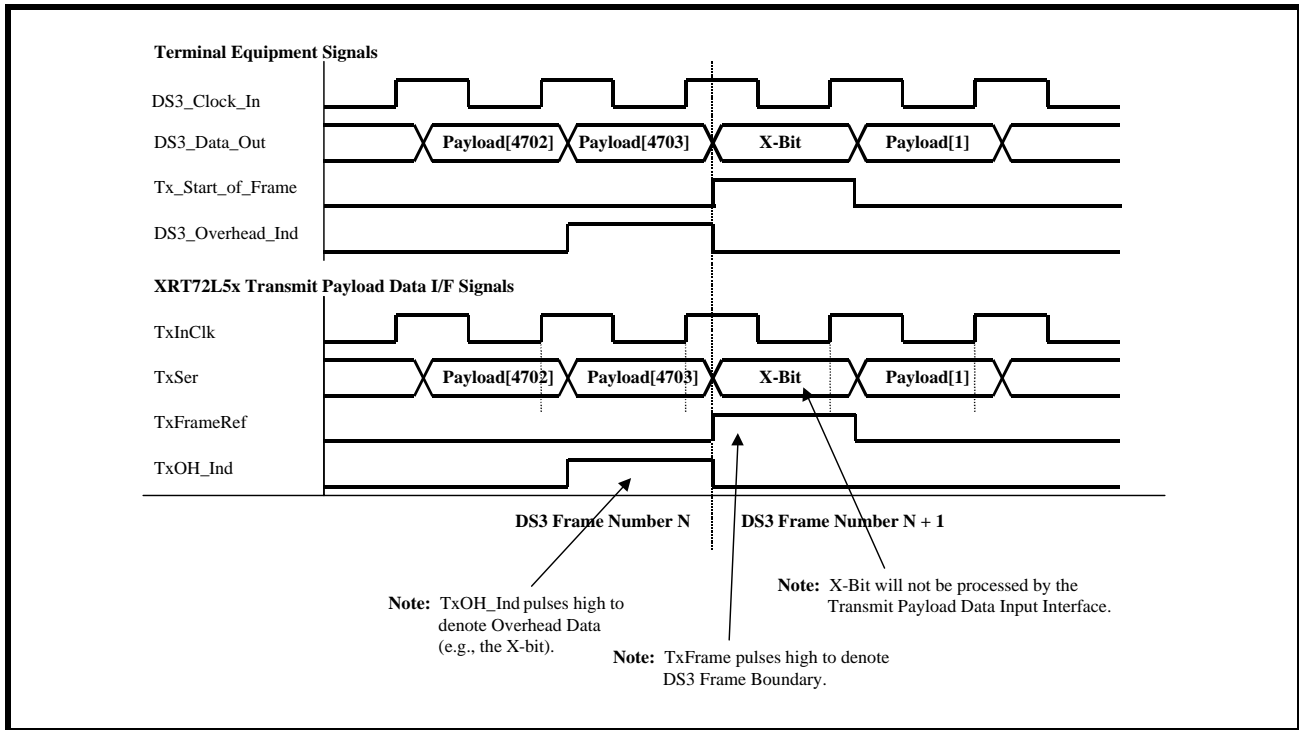 Terminal Equipment Signals
DS3_Clock_In
DS3_Data_Out
Payload[4702] Payload[4703] X-Bit Payload[1]
Tx_Start_of_Frame
DS3_Overhead_Ind
XRT72L5x Transmit Payload Data I/F Signals
TxInClk
TxSer
Payload[4702] Payload[4703] X-Bit Payload[1]
TxFrameRef
TxOH_Ind
DS3 Frame Number N DS3 Frame Number N + 1
Note: X-Bit will not be processed by the
Transmit Payload Data Input Interface.
Note: TxOH_Ind pulses high to
denote Overhead Data
(e.g., the X-bit).
Note: TxFrame pulses high to denote
DS3 Frame Boundary.